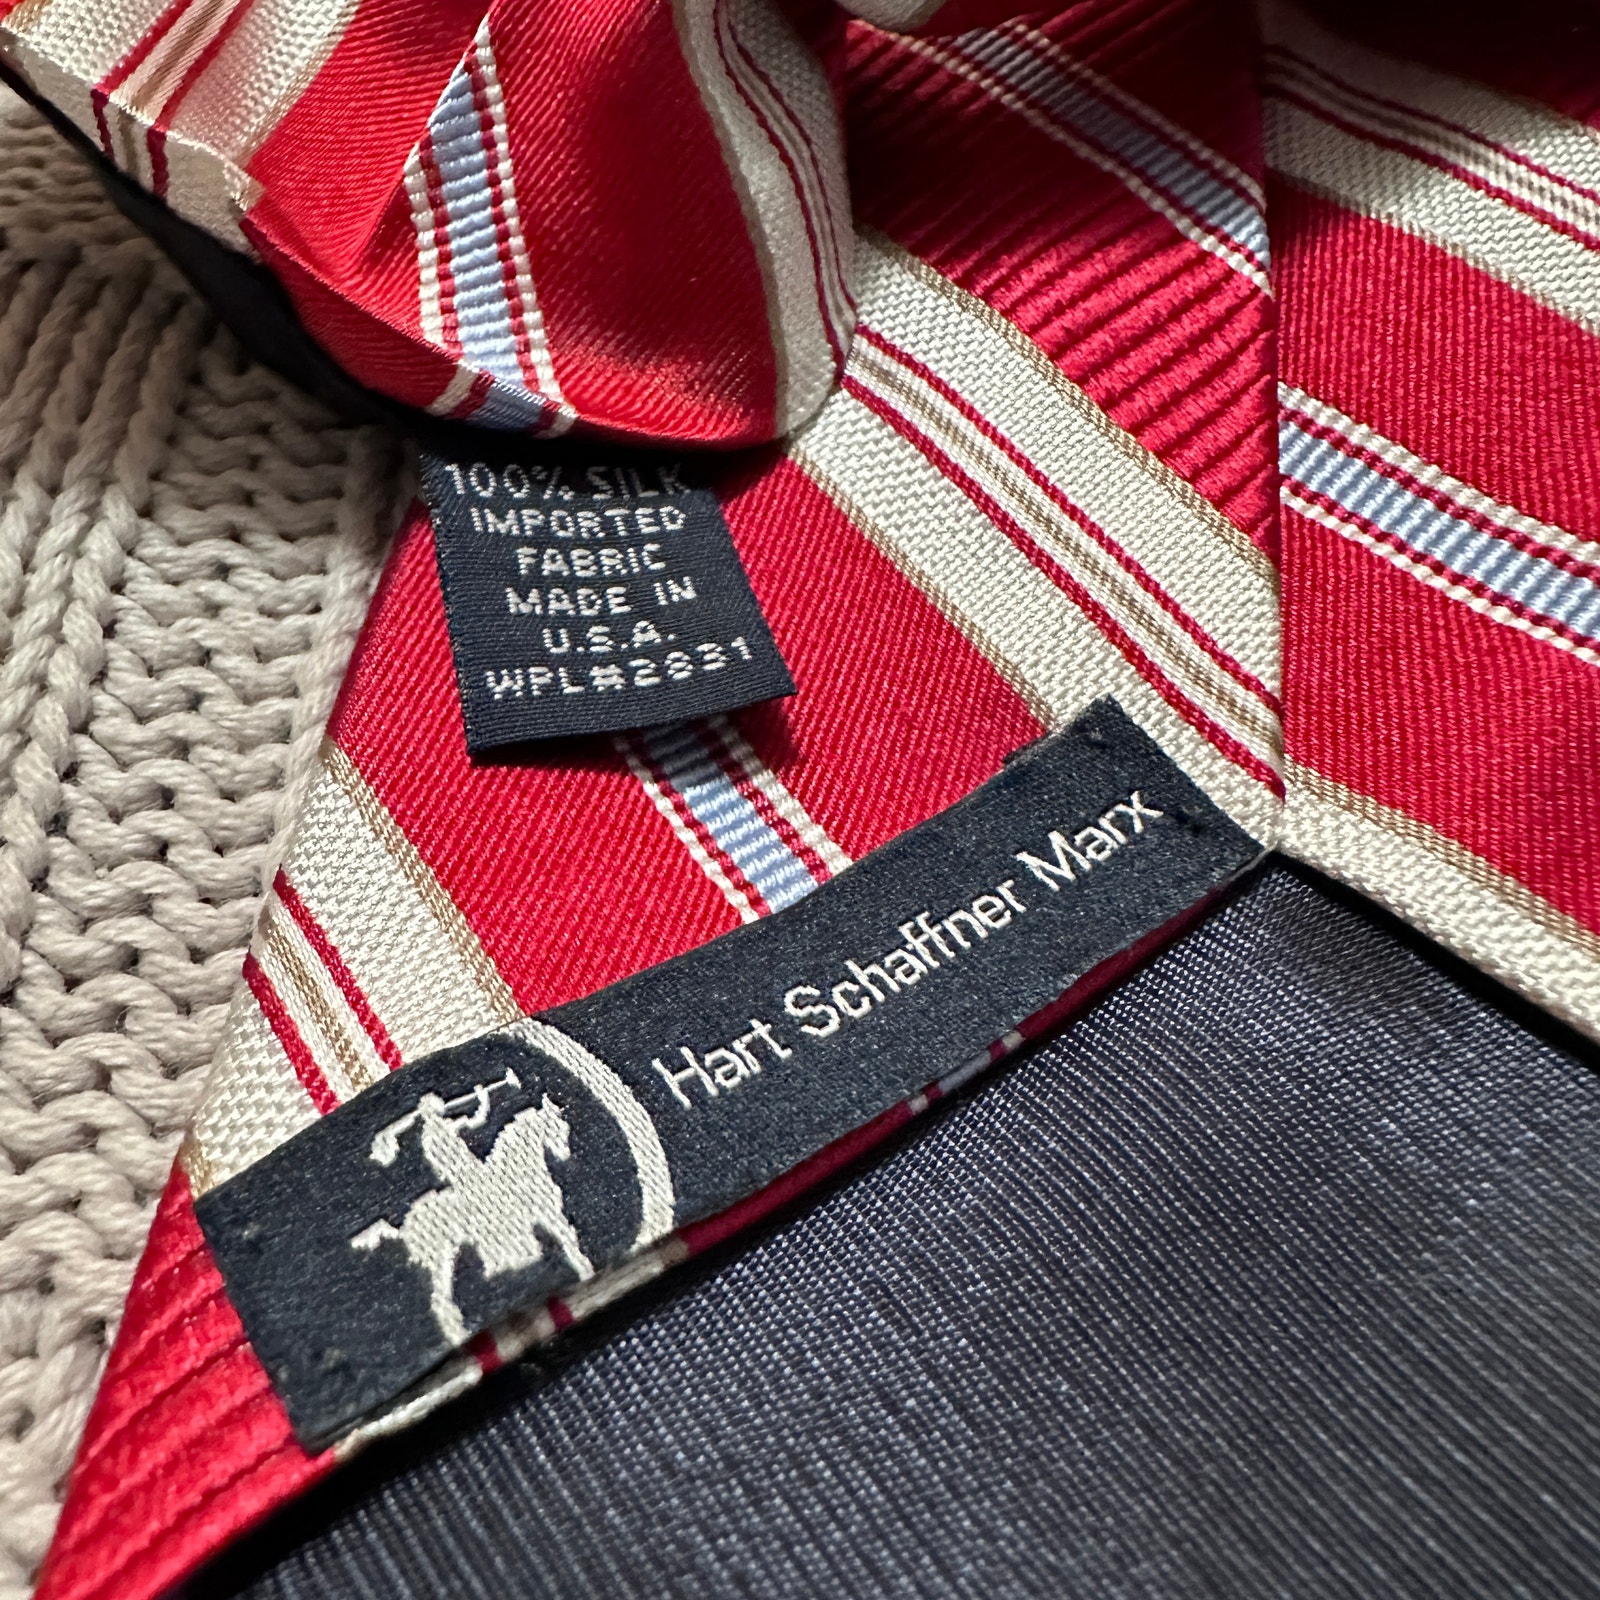 100% SILK
IMPORTED
FABRIC
MADE IN
U.S.A.
WPL#2831
Hart Schaffner Marx